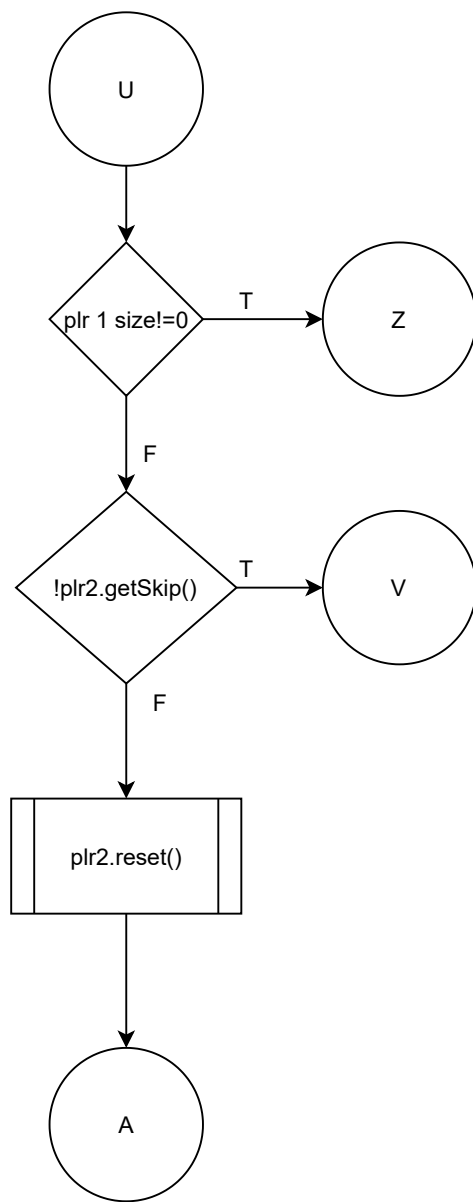 U
plr 1 size!=0
T
Z
F
!plr2.getSkip()
T
V
F
plr2.reset()
A